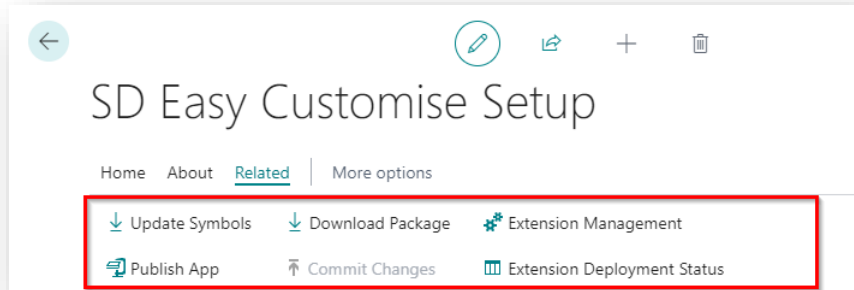 SD Easy Customise Setup
Home About Related More options
Update Symbols Download Package Extension Management
Publish App Commit Changes Extension Deployment Status